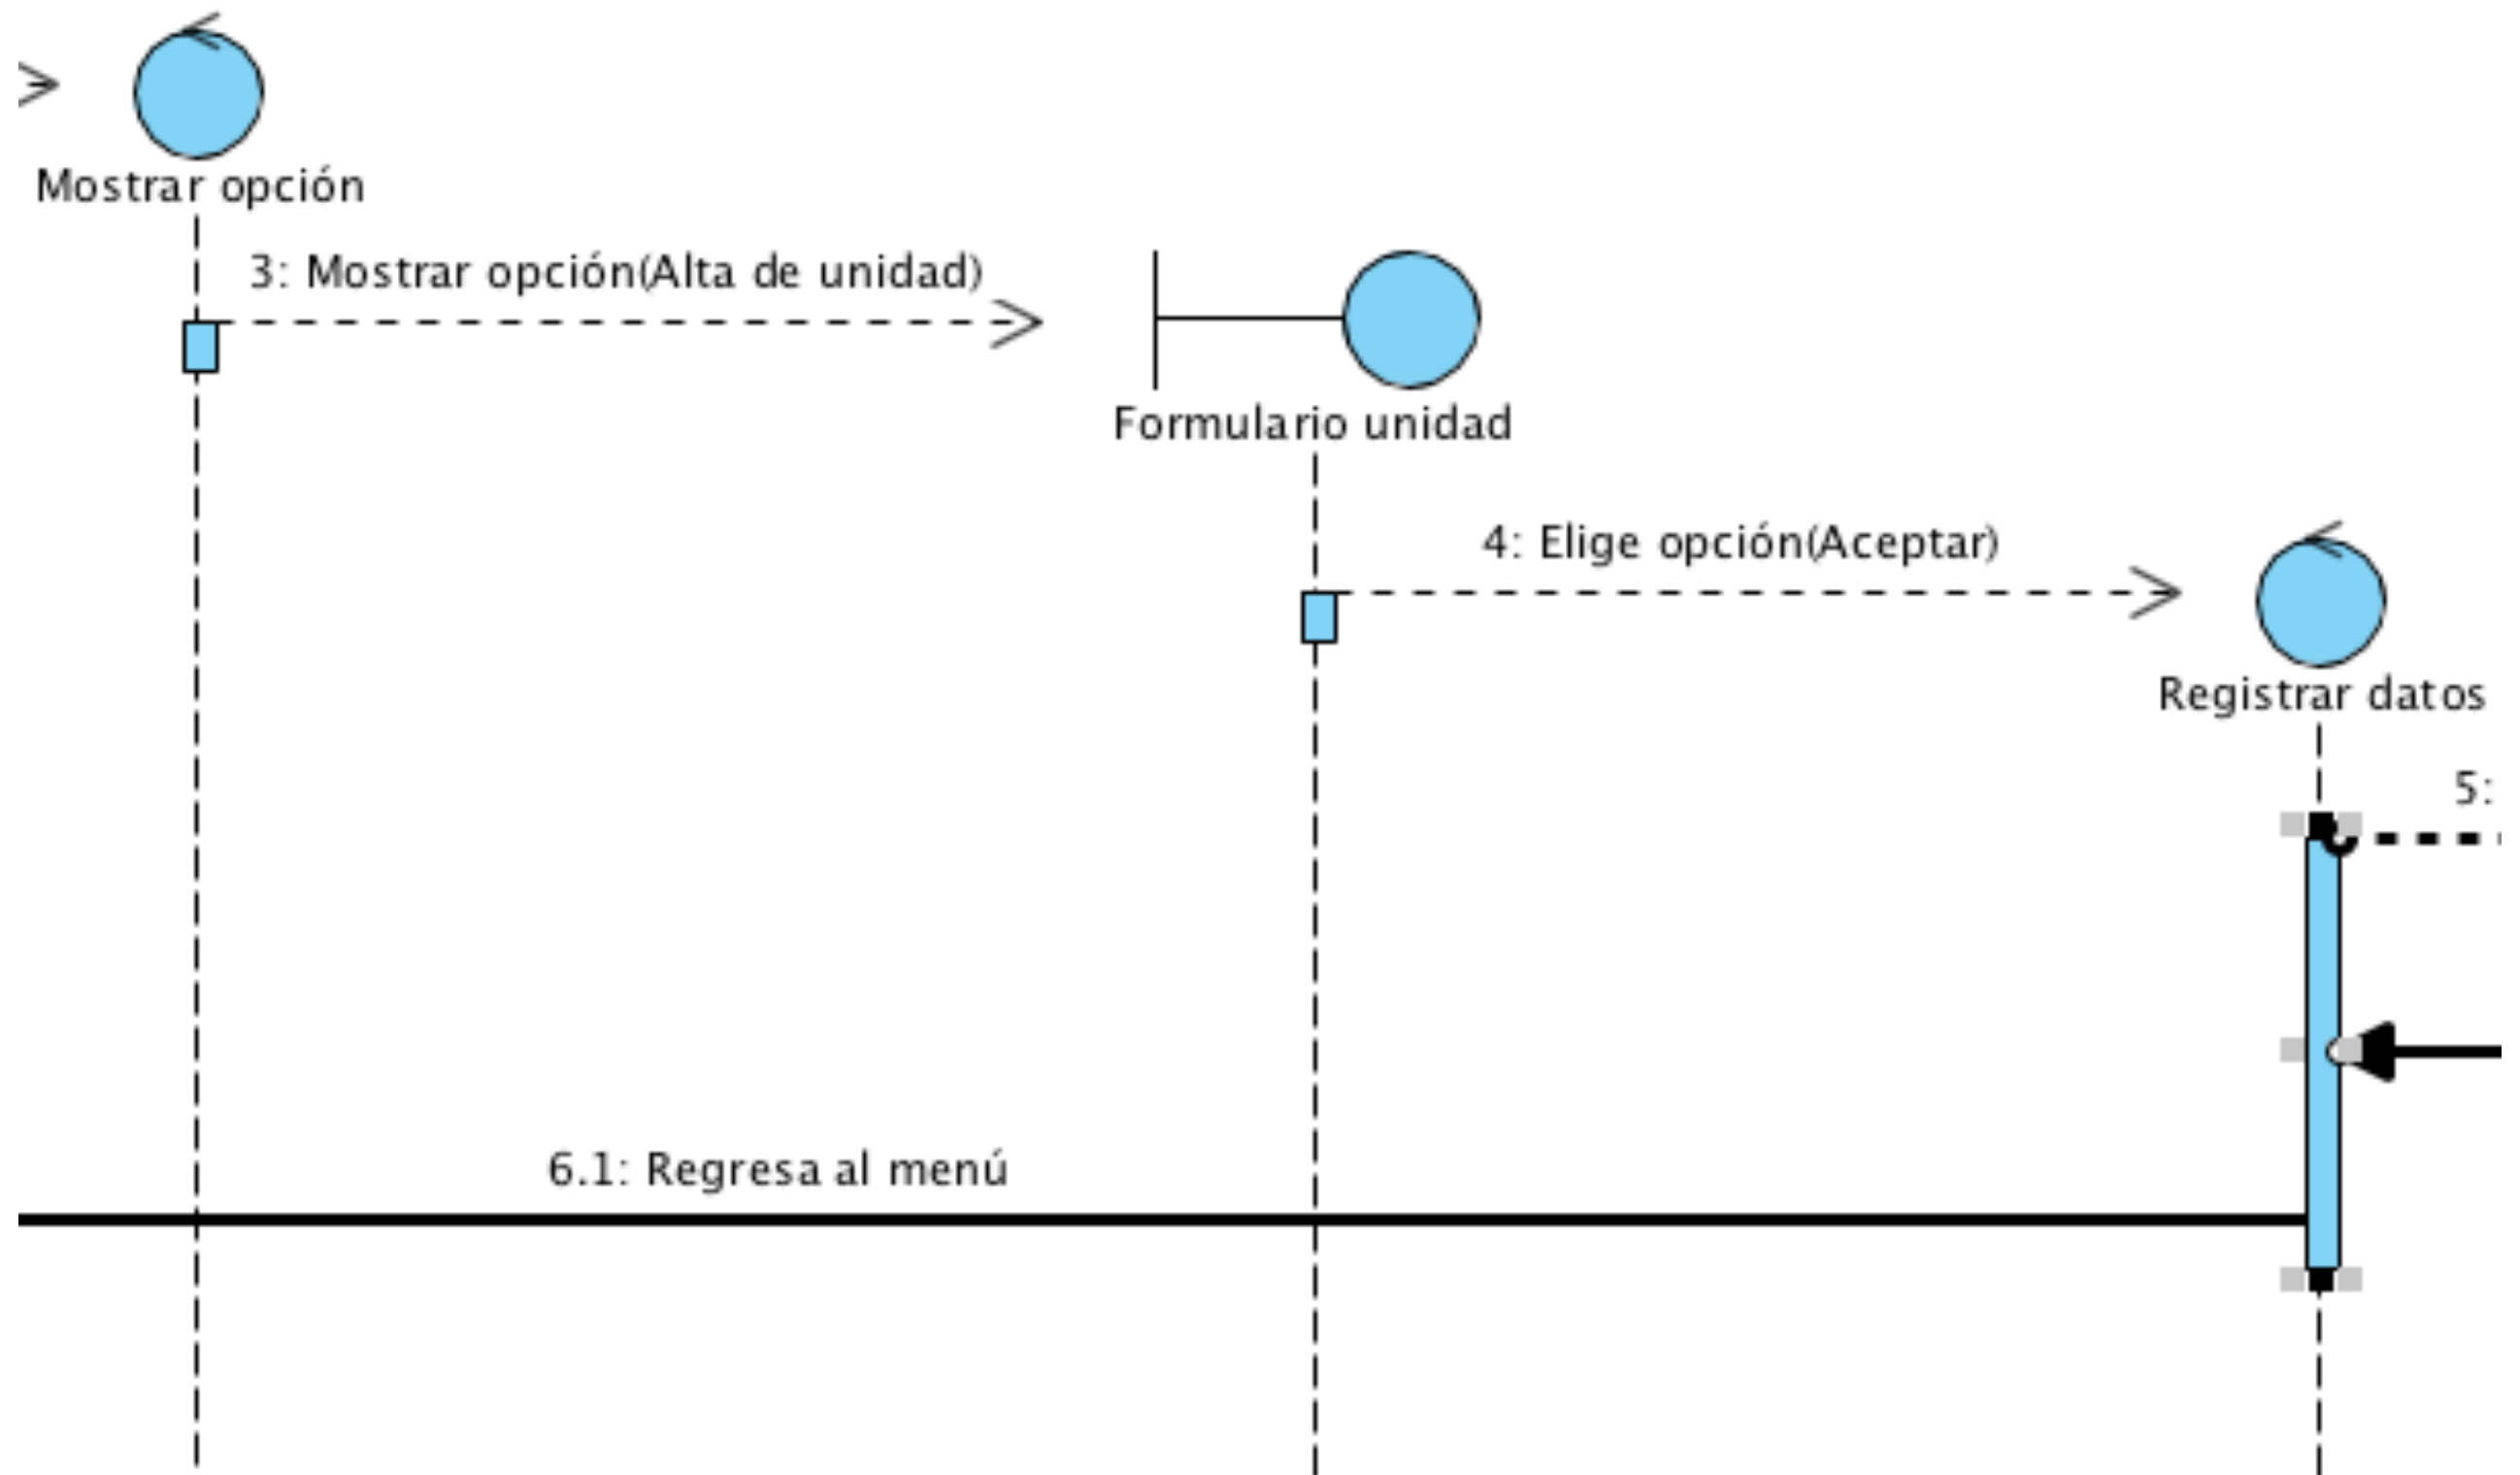 Mostrar opción
3: Mostrar opción(Alta de unidad)
Formulario unidad
4: Elige opción(Aceptar)
Registrar datos
5:
6.1: Regresa al menú